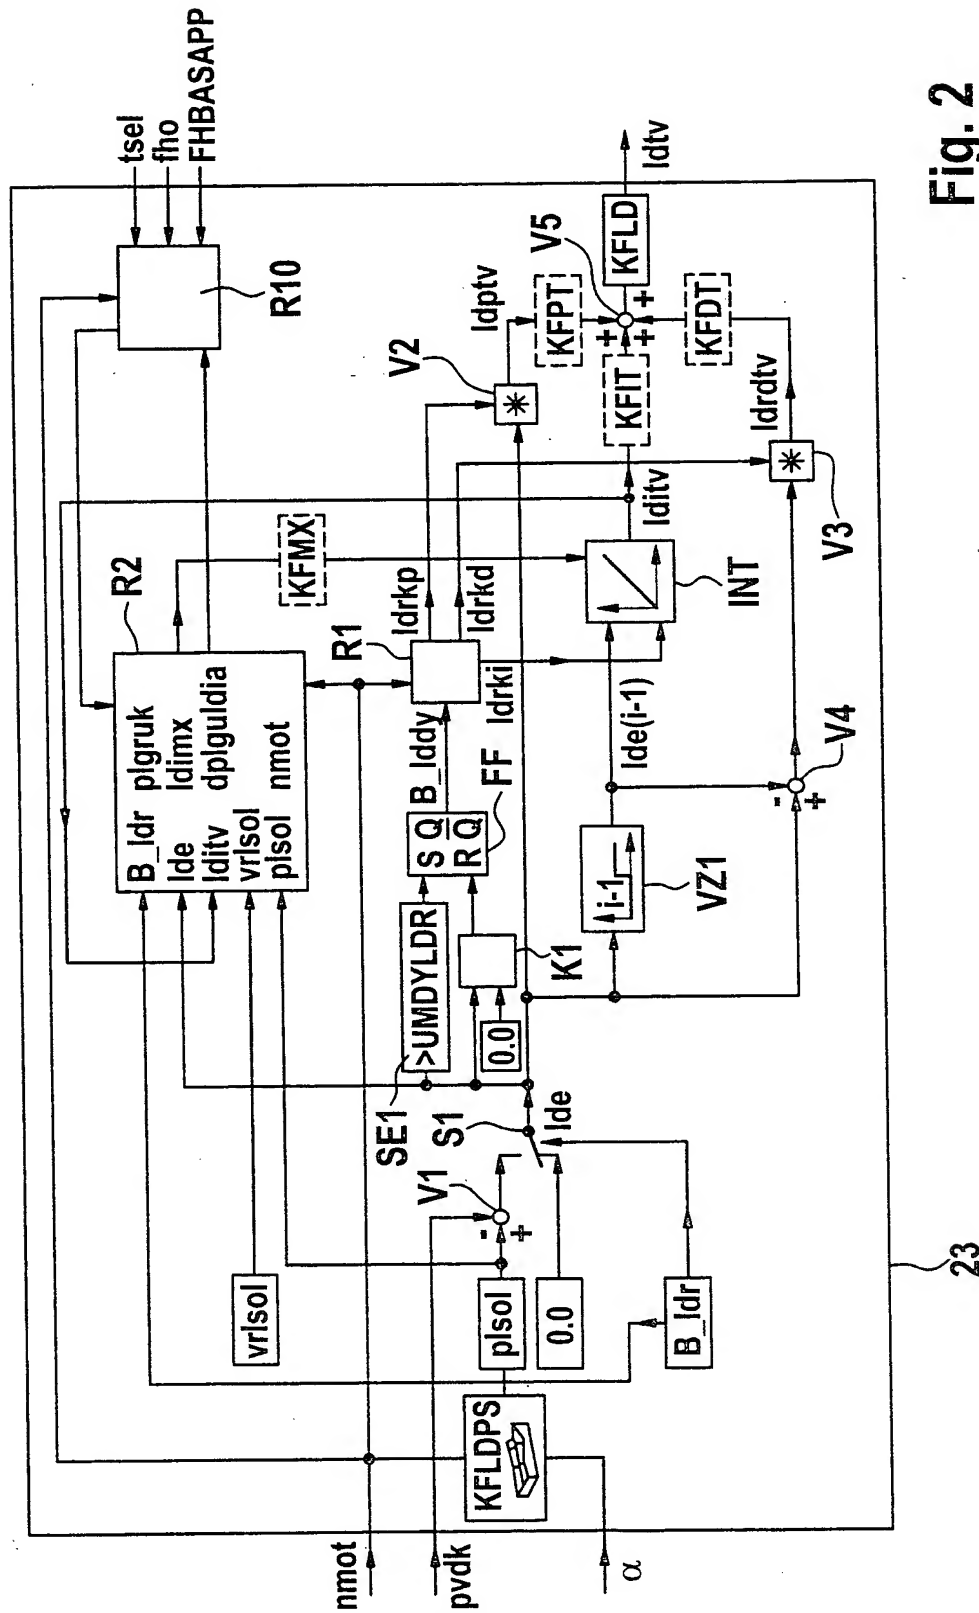 nmot
pvdk
α
KFLDPS
plsol
0.0
B_ldr
vrlsol
V1
S1
lde
SE1
>UMDYLDR
0.0
K1
S Q
R Q
FF
B_lddy
R1
ldrkp
ldrkd
ldrki
B_ldr
lde
lditv
vrlsol
plsol
plgruk
ldimx
dplguldia
nmot
R2
KFMX
R10
tsel
fho
FHBASAPP
i-1
VZ1
lde(i-1)
INT
lditv
V4
-
+
-
+
V2
*
ldptv
KFPT
KFIT
KFDT
V3
*
ldrdtv
V5
+
+
+
KFLD
ldtv
23
Fig. 2